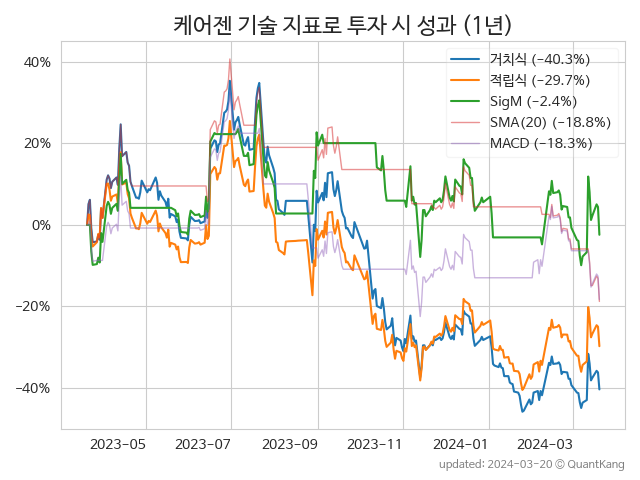 케어젠 기술 지표로 투자 시 성과 (1년)
거치식 (−40.3%)
적립식 (−29.7%)
SigM (−2.4%)
SMA(20) (−18.8%)
MACD (−18.3%)
40%
20%
0%
−20%
−40%
2023−05 2023−07 2023−09 2023−11 2024−01 2024−03
updated: 2024−03−20 © QuantKang